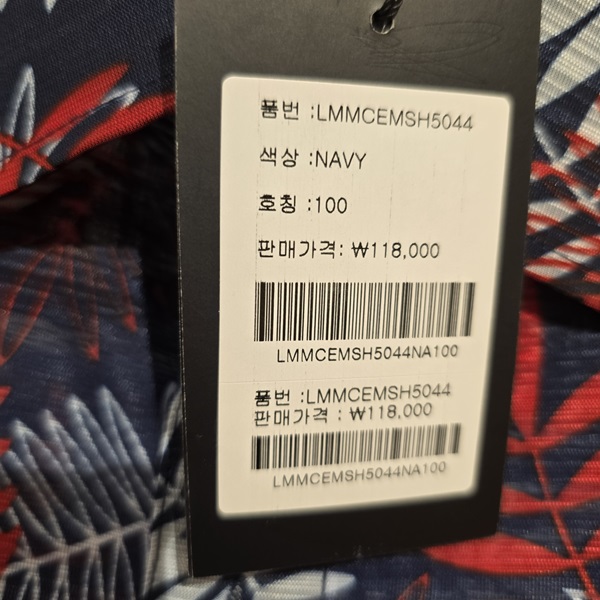 품번 :LMMCEMSH5044
색상 :NAVY
호칭 :100
판매가격: ₩118,000
LMMCEMSH5044NA100
품번 :LMMCEMSH5044
판매가격 : ₩118,000
LMMCEMSH5044NA100